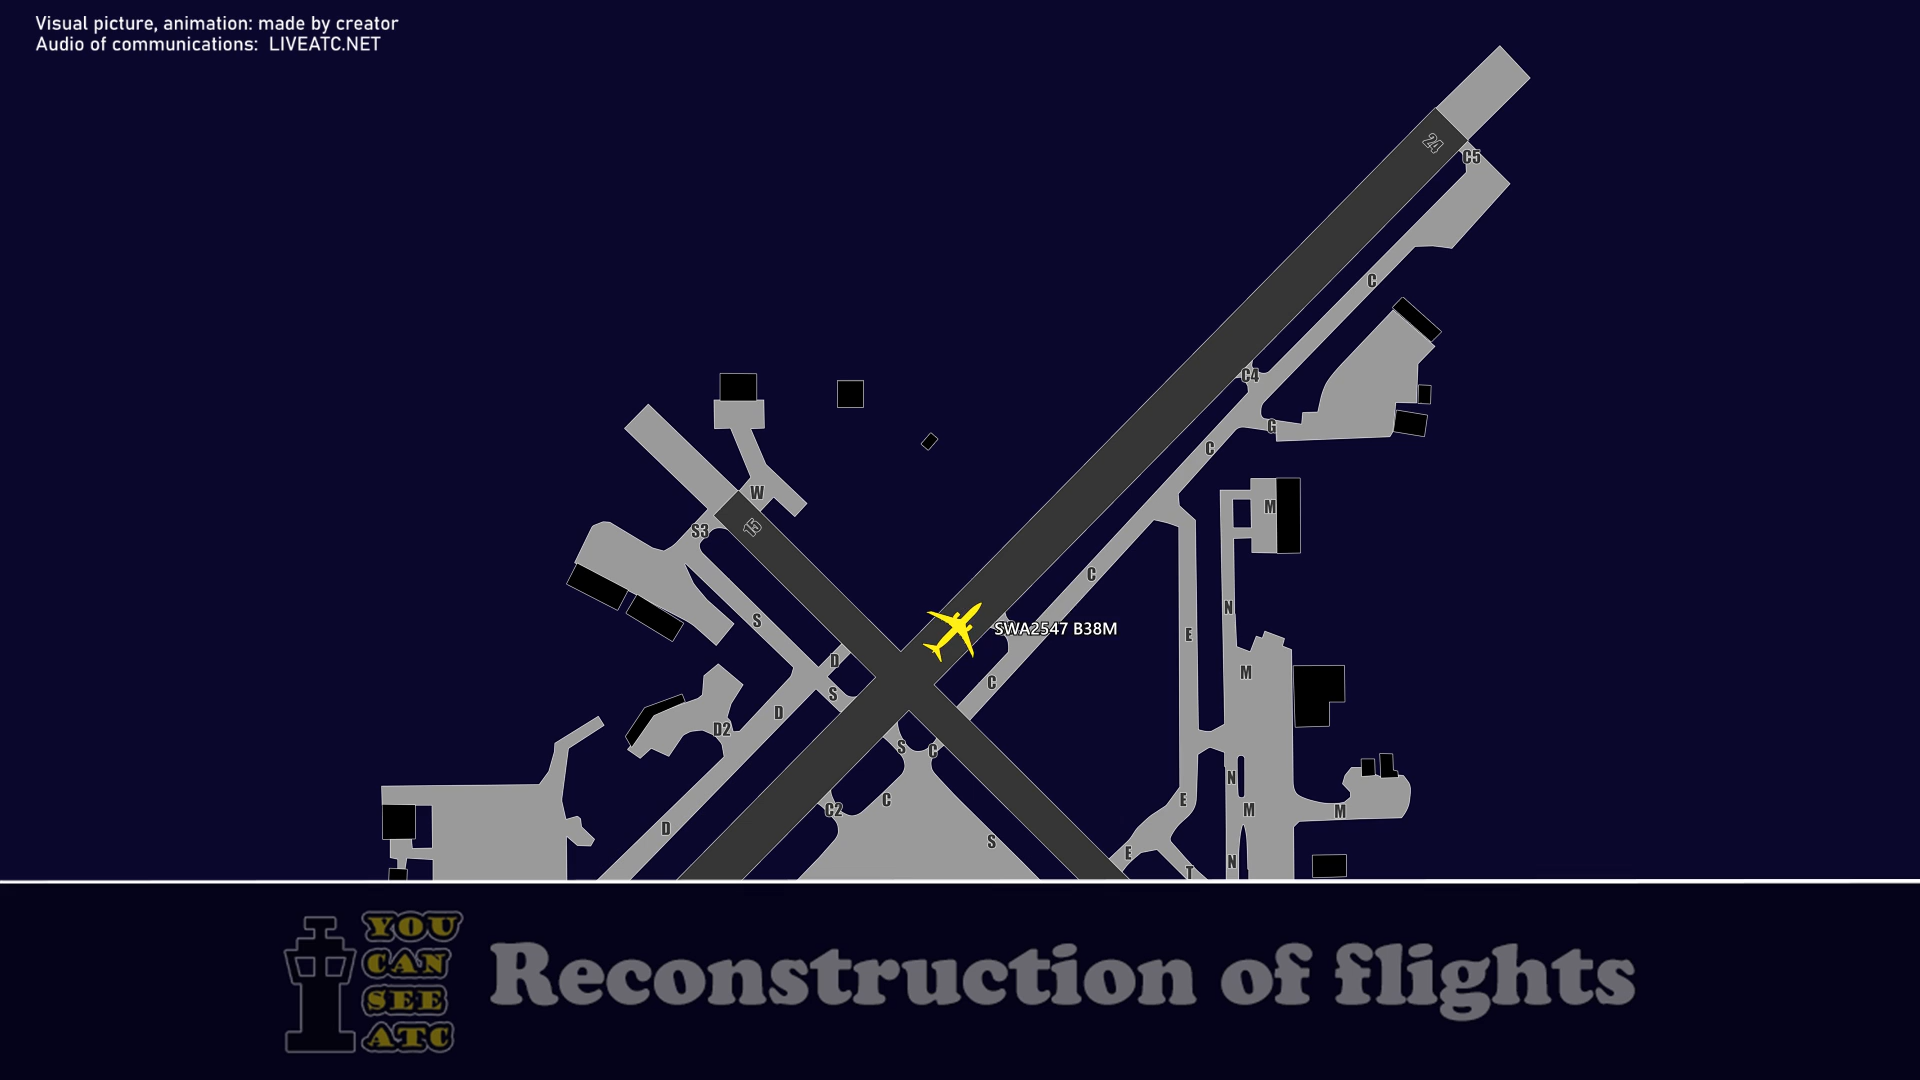 Visual picture, animation: made by creator
Audio of communications: LIVEATC.NET
24
C5
C
C4
G
C
W
M
S3
15
C
N
S
SWA2547 B38M
E
D
M
C
S
D
D2
S
C
N
E
C
C2
M
M
D
S
E
N
T
YOU
CAN
SEE
ATC
Reconstruction of flights